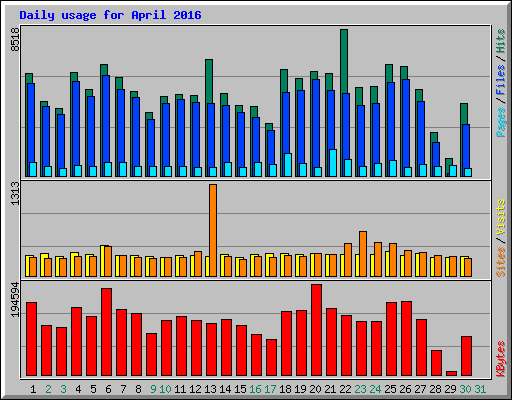 Daily usage for April 2016
8518
Pages / Files / Hits
1313
Sites / Visits
194594
KBytes
1 2 3 4 5 6 7 8 9 10 11 12 13 14 15 16 17 18 19 20 21 22 23 24 25 26 27 28 29 30 31